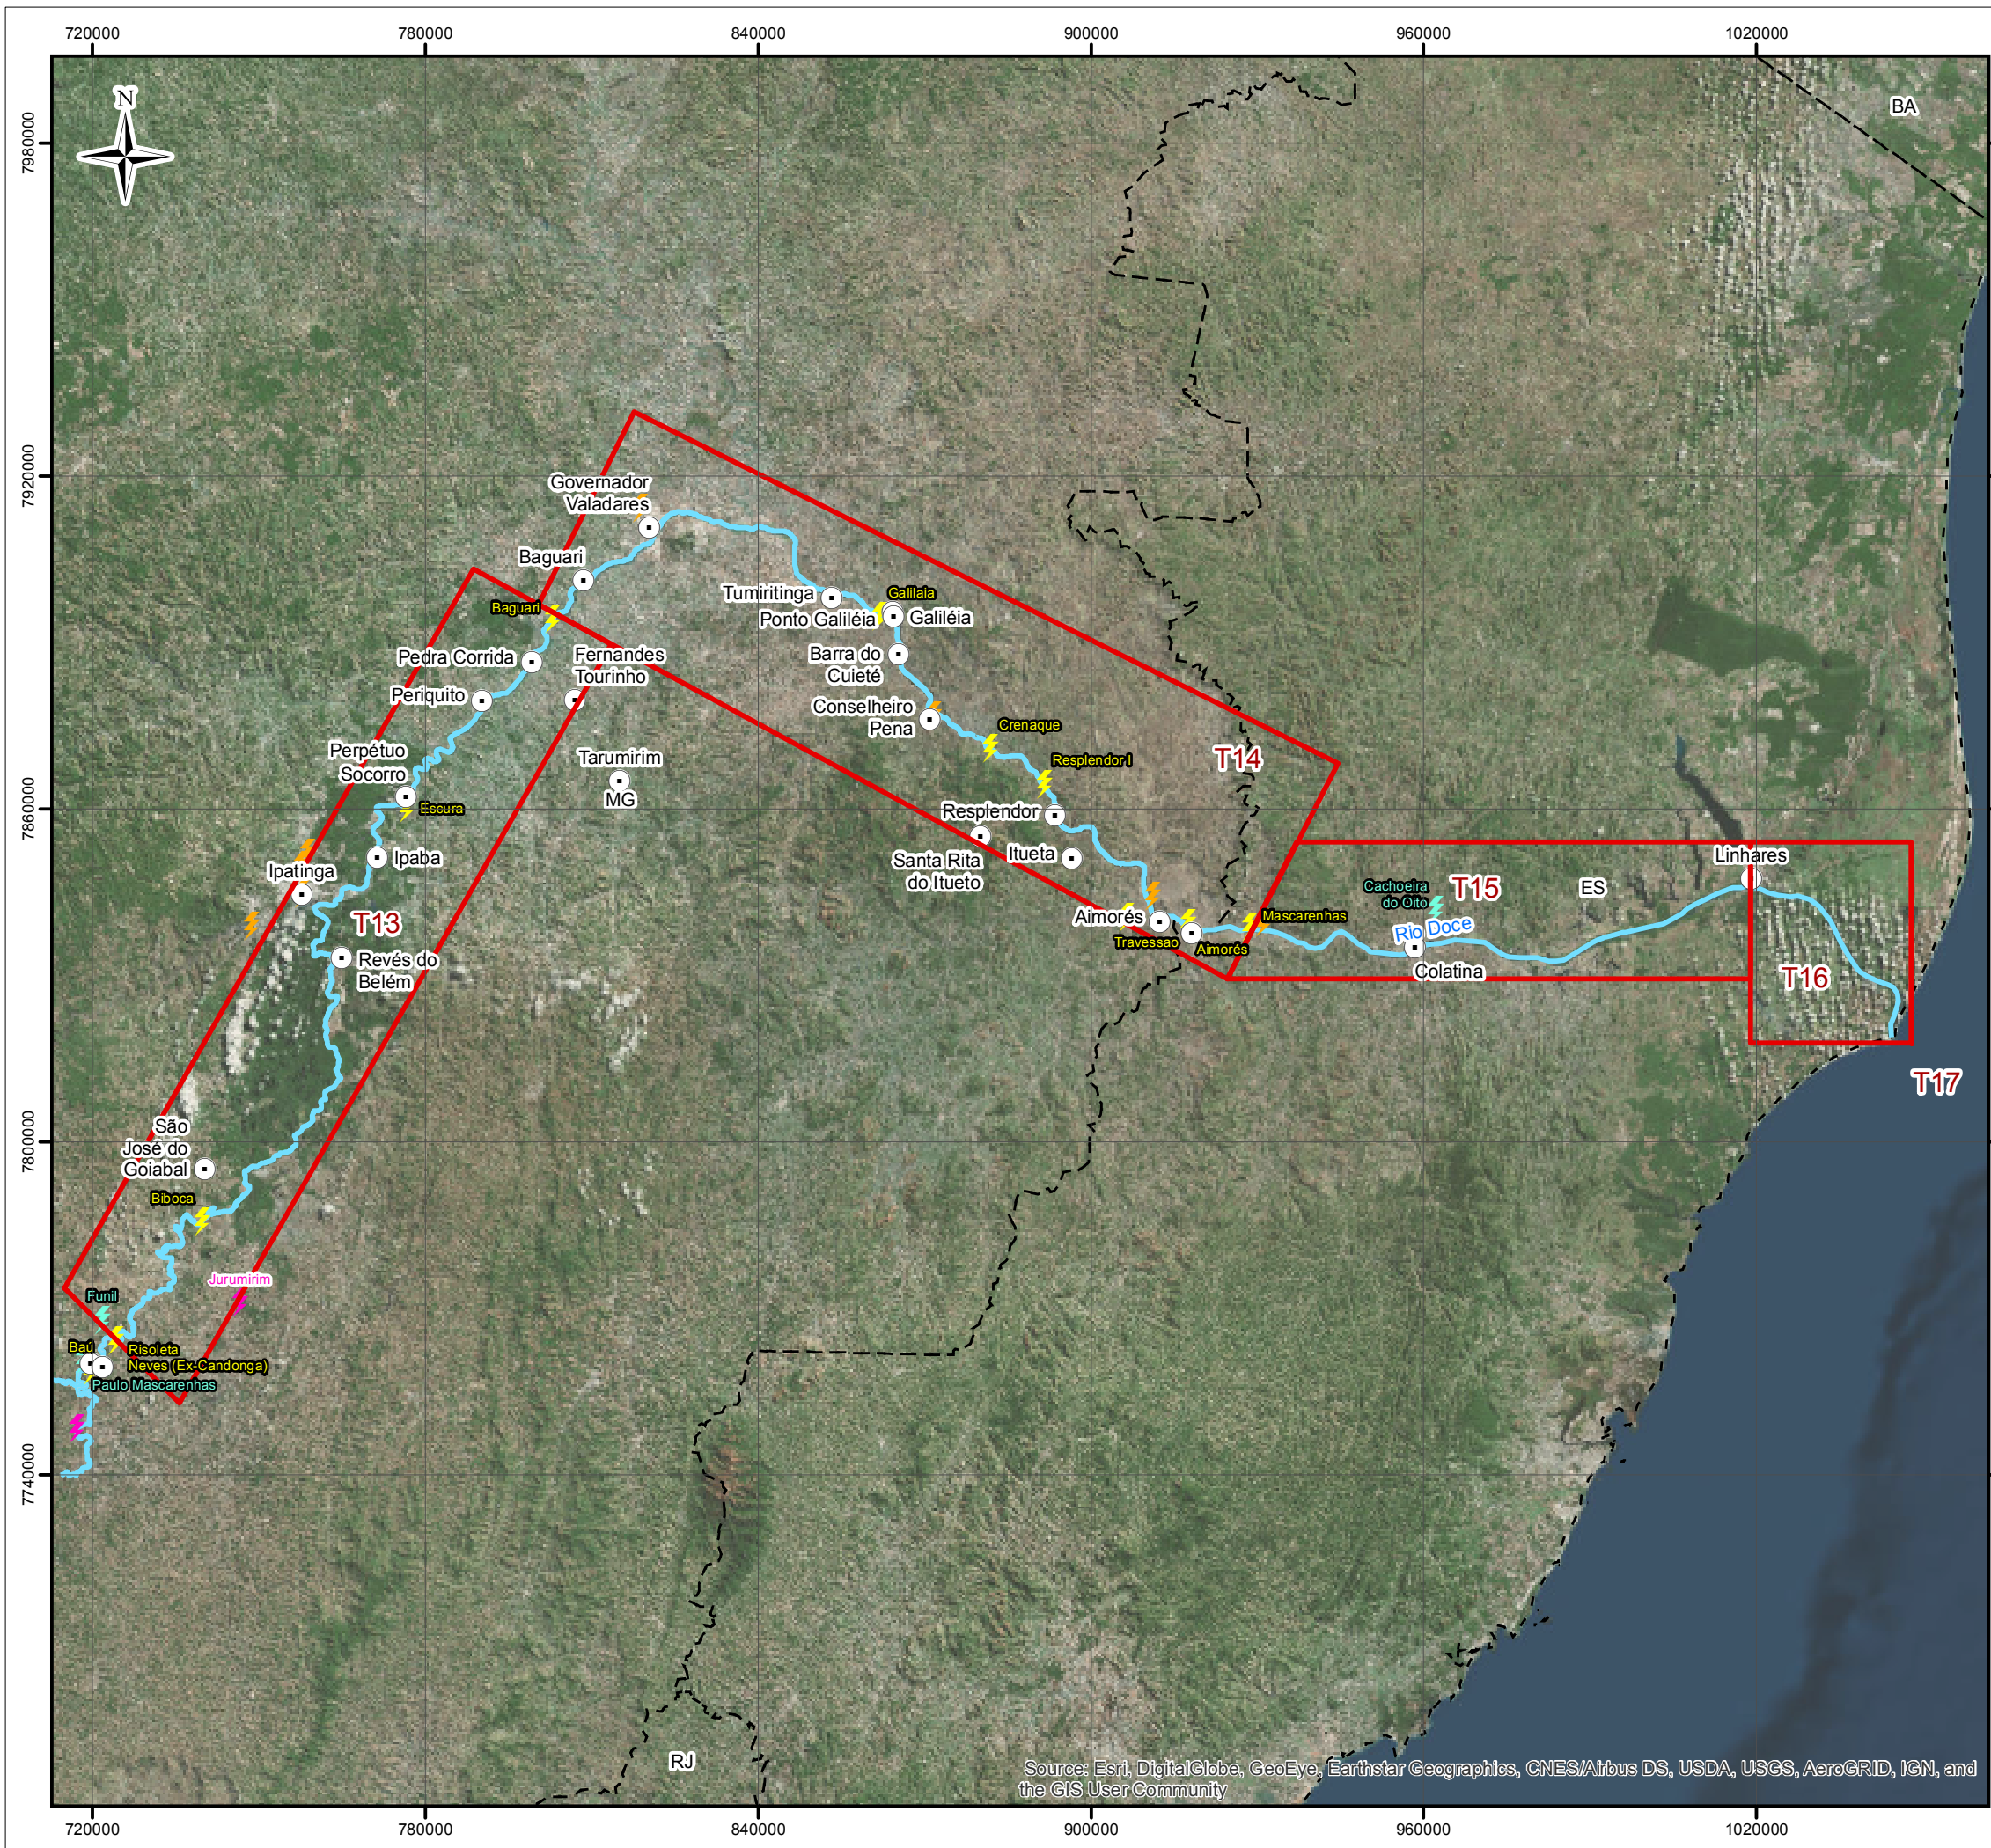 720000
780000
840000
900000
960000
1020000
N
BA
7980000
7920000
Governador
Valadares
Baguari
Baguari
Tumiritinga
Galilaia
Ponto Galiléia
Galiléia
Pedra Corrida
Fernandes
Tourinho
Barra do
Cuieté
Periquito
Conselheiro
Pena
Crenaque
Perpétuo
Socorro
Tarumirim
MG
Resplendor I
T14
7860000
Escura
Resplendor
Ipaba
Santa Rita
do Itueto
Itueta
Linhares
Ipatinga
Cachoeira
do Oito
T15
ES
T13
Aimorés
Mascarenhas
Travessao
Aimorés
Rio Doce
Colatina
Revés do
Belém
T16
T17
7800000
São
José do
Goiabal
Biboca
Jurumirim
Funil
Baú
Risoleta
Neves (Ex-Candonga)
Paulo Mascarenhas
7740000
RJ
Source: Esri, DigitalGlobe, GeoEye, Earthstar Geographics, CNES/Airbus DS, USDA, USGS, AeroGRID, IGN, and
the GIS User Community
720000
780000
840000
900000
960000
1020000